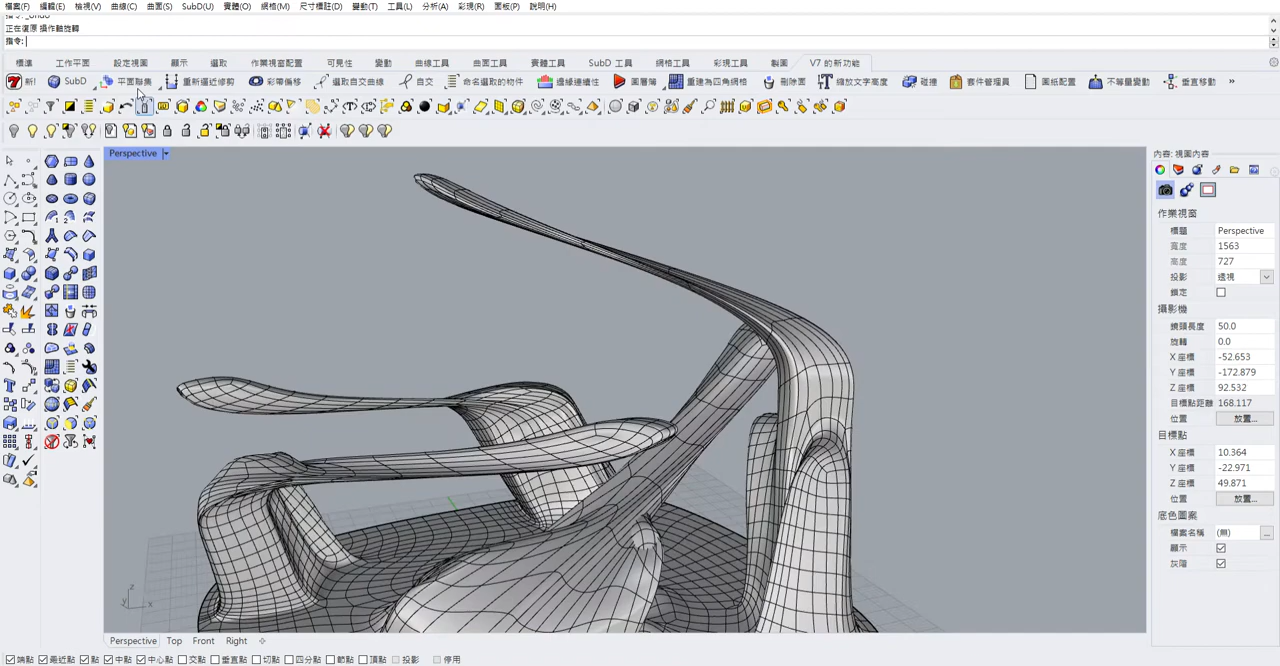 檔案(F) 編輯(E) 檢視(V) 曲線(C) 曲面(S) SubD(U) 實體(O) 網格(M) 尺寸標註(D) 變動(T) 工具(L) 分析(A) 彩現(R) 面板(P) 說明(H)
指令: _Undo
正在復原 操作軸旋轉
指令:
標準 工作平面 設定視圖 顯示 選取 作業視窗配置 可見性 變動 曲線工具 曲面工具 實體工具 SubD 工具 網格工具 彩現工具 製圖 V7 的新功能
新! SubD 平面聯集 重新逼近修剪 彩帶偏移 選取自交曲線 自交 命名選取的物件 邊緣連續性 圖層簿 重建為四角網格 刪除面 縮放文字高度 碰撞 套件管理員 圖紙配置 不等量變動 垂直移動 »
Perspective
內容: 視圖內容
作業視窗
標題 Perspective
寬度 1563
高度 727
投影 透視
鎖定
攝影機
鏡頭長度 50.0
旋轉 0.0
X 座標 -52.653
Y 座標 -172.879
Z 座標 92.532
目標點距離 168.117
位置 放置...
目標點
X 座標 10.364
Y 座標 -22.971
Z 座標 49.871
位置 放置...
底色圖案
檔案名稱 (無) ...
顯示
灰階
z
y x
Perspective Top Front Right
端點 最近點 點 中點 中心點 交點 垂直點 切點 四分點 節點 頂點 投影 停用